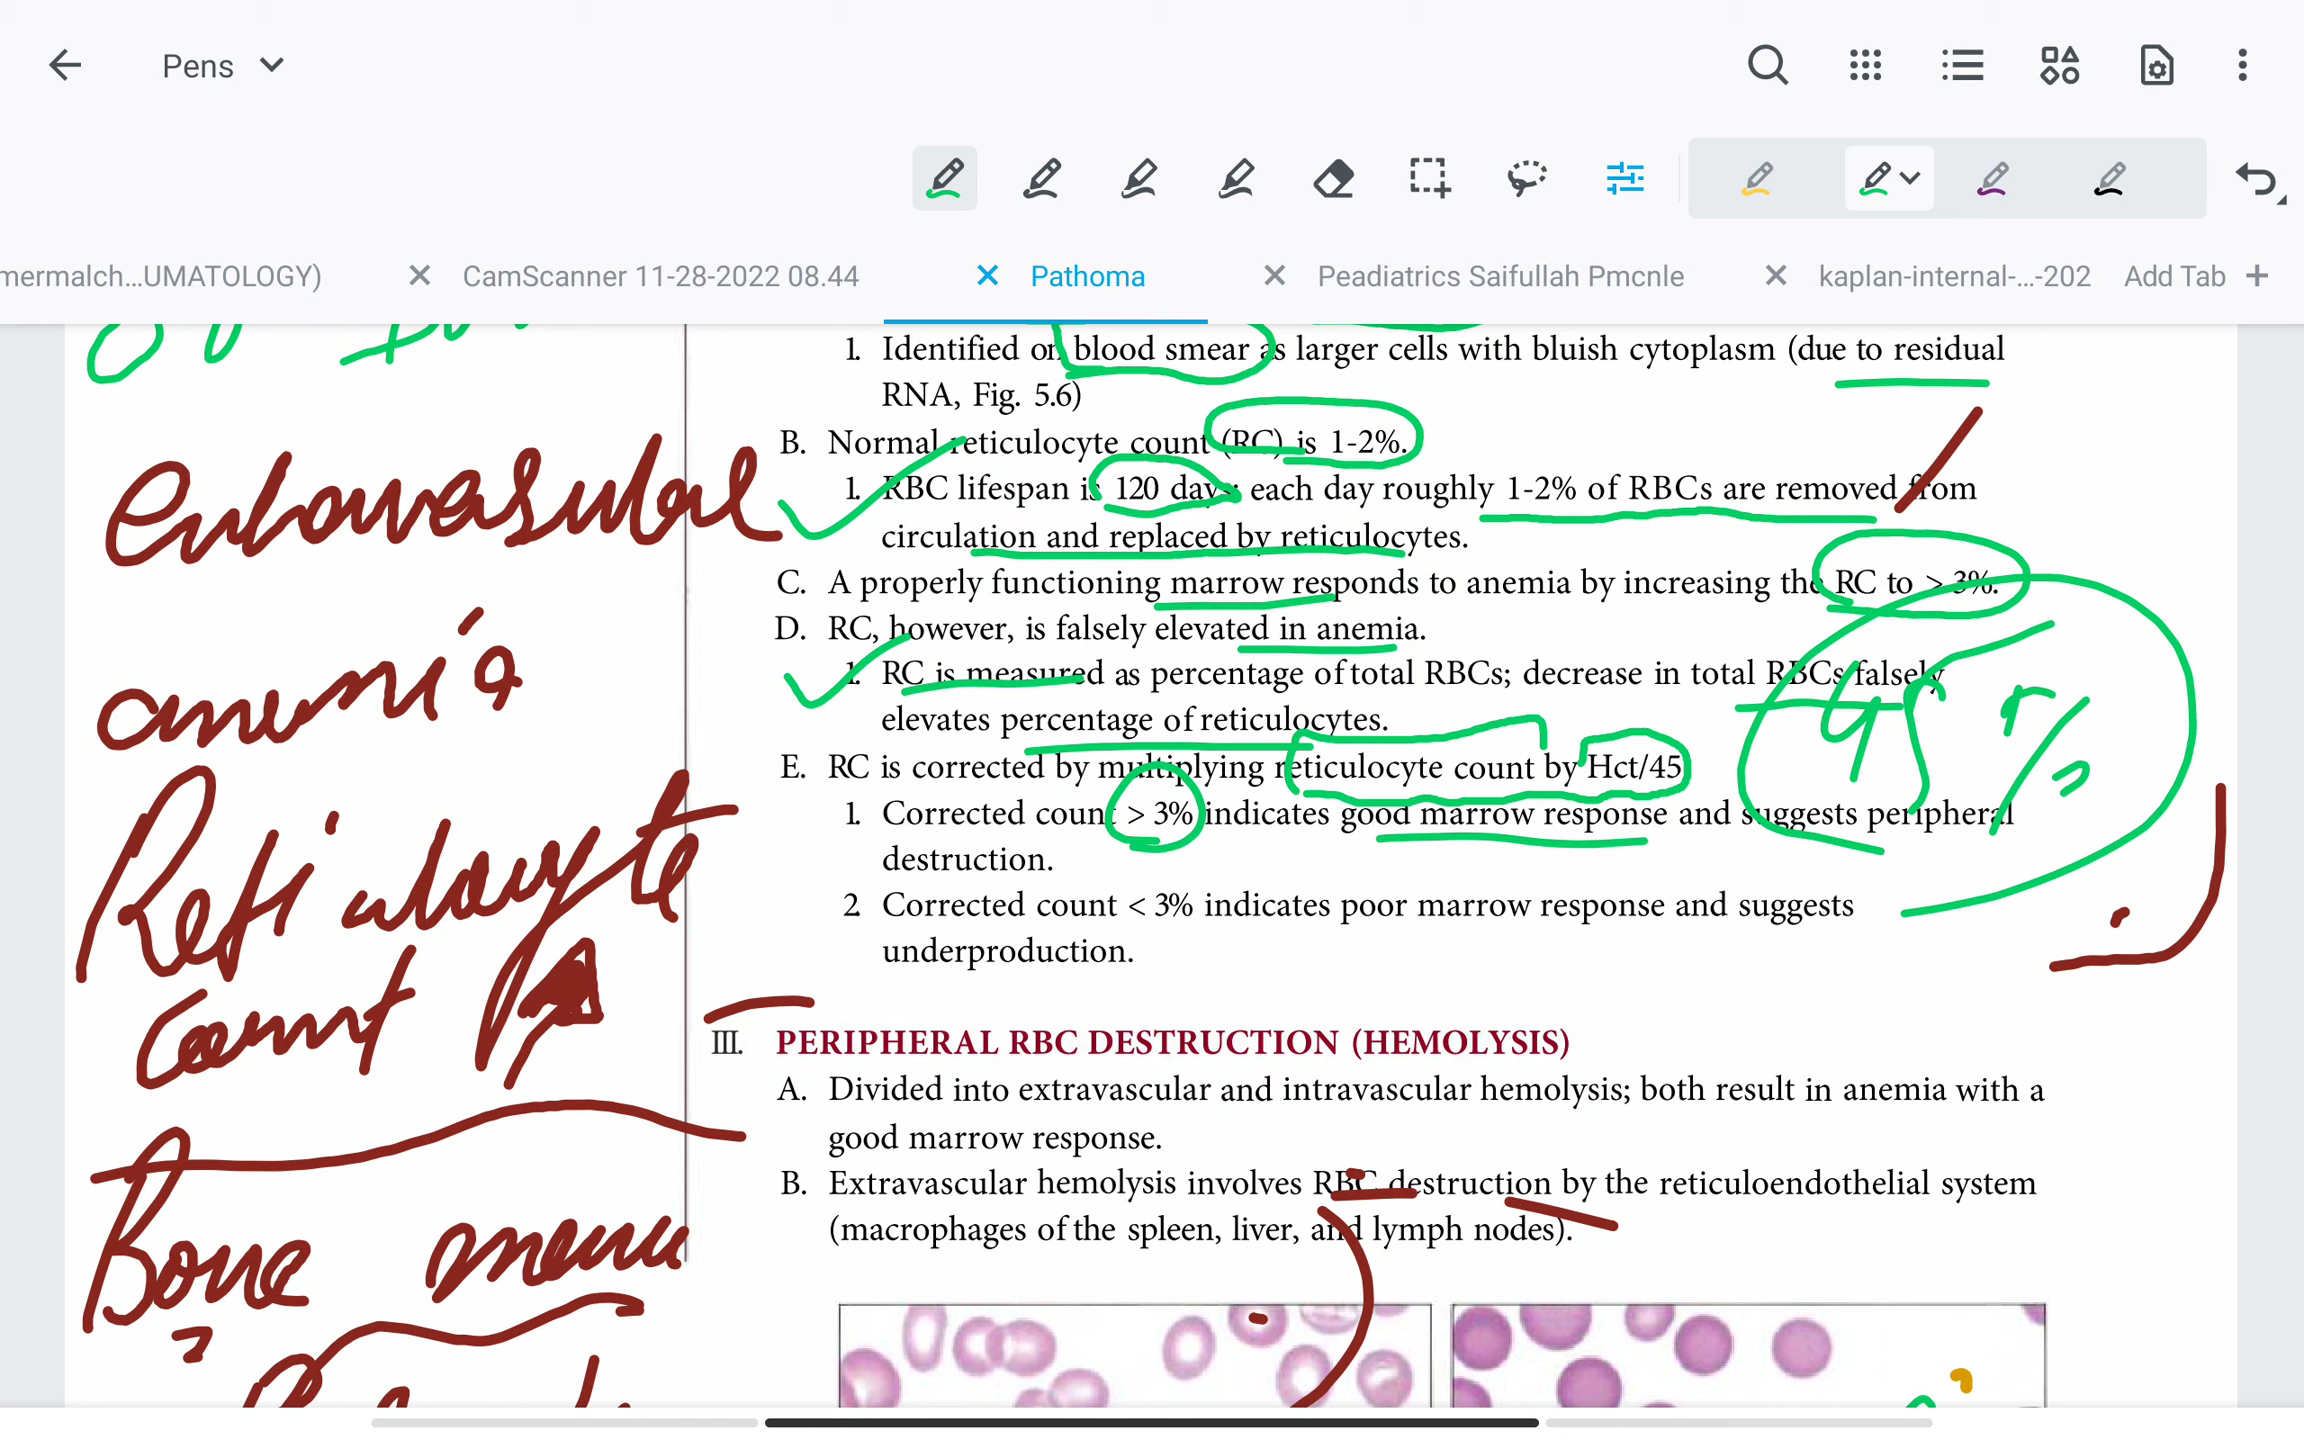 Pens
mermalch...UMATOLOGY)
CamScanner 11-28-2022 08.44
Pathoma
Peadiatrics Saifullah Pmcnle
kaplan-internal-...-202
Add Tab
1. Identified on blood smear as larger cells with bluish cytoplasm (due to residual
RNA, Fig. 5.6)
B. Normal reticulocyte count (RC) is 1-2%.
1. RBC lifespan is 120 days; each day roughly 1-2% of RBCs are removed from
circulation and replaced by reticulocytes.
C. A properly functioning marrow responds to anemia by increasing the RC to > 3%.
D. RC, however, is falsely elevated in anemia.
1. RC is measured as percentage of total RBCs; decrease in total RBCs falsely
elevates percentage of reticulocytes.
E. RC is corrected by multiplying reticulocyte count by Hct/45
1. Corrected count > 3% indicates good marrow response and suggests peripheral
destruction.
2. Corrected count < 3% indicates poor marrow response and suggests
underproduction.
III. PERIPHERAL RBC DESTRUCTION (HEMOLYSIS)
A. Divided into extravascular and intravascular hemolysis; both result in anemia with a
good marrow response.
B. Extravascular hemolysis involves RBC destruction by the reticuloendothelial system
(macrophages of the spleen, liver, and lymph nodes).
anemia
Reticulocyte
Count
Bone
45%